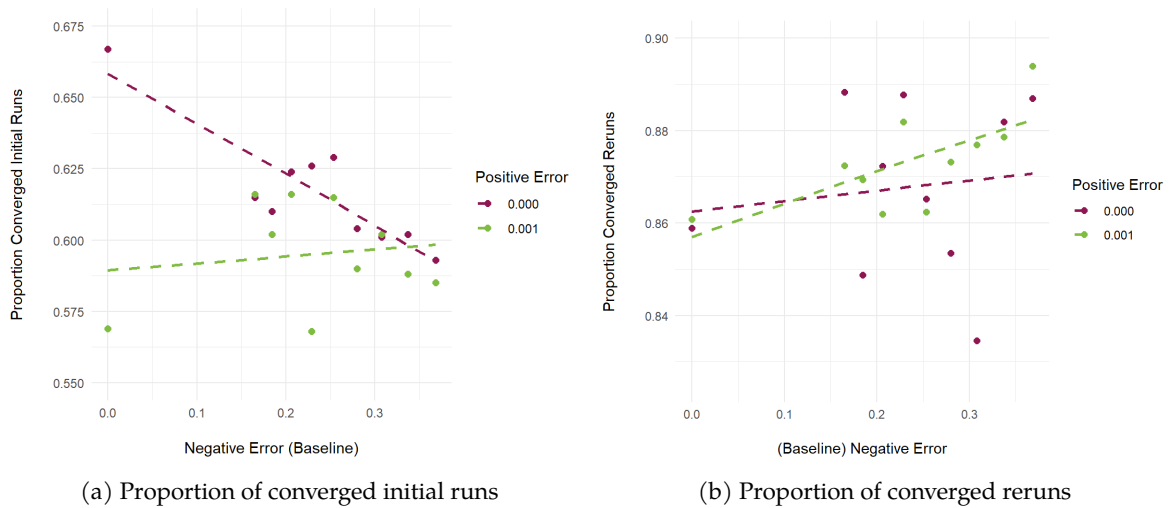 Proportion Converged Initial Runs
0.675
0.650
0.625
0.600
0.575
0.550
0.0 0.1 0.2 0.3
Negative Error (Baseline)
Positive Error
0.000
0.001
(a) Proportion of converged initial runs
Proportion Converged Reruns
0.90
0.88
0.86
0.84
0.0 0.1 0.2 0.3
(Baseline) Negative Error
Positive Error
0.000
0.001
(b) Proportion of converged reruns